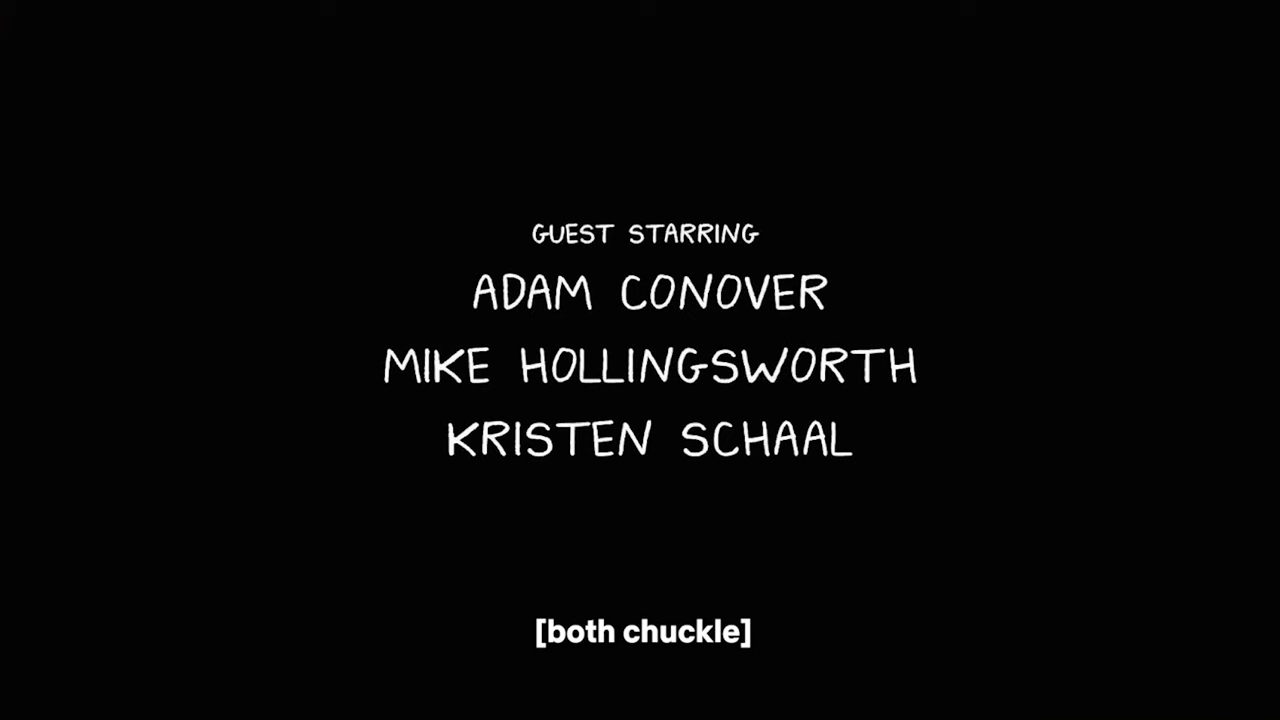 GUEST STARRING
ADAM CONOVER
MIKE HOLLINGSWORTH
KRISTEN SCHAAL
[both chuckle]